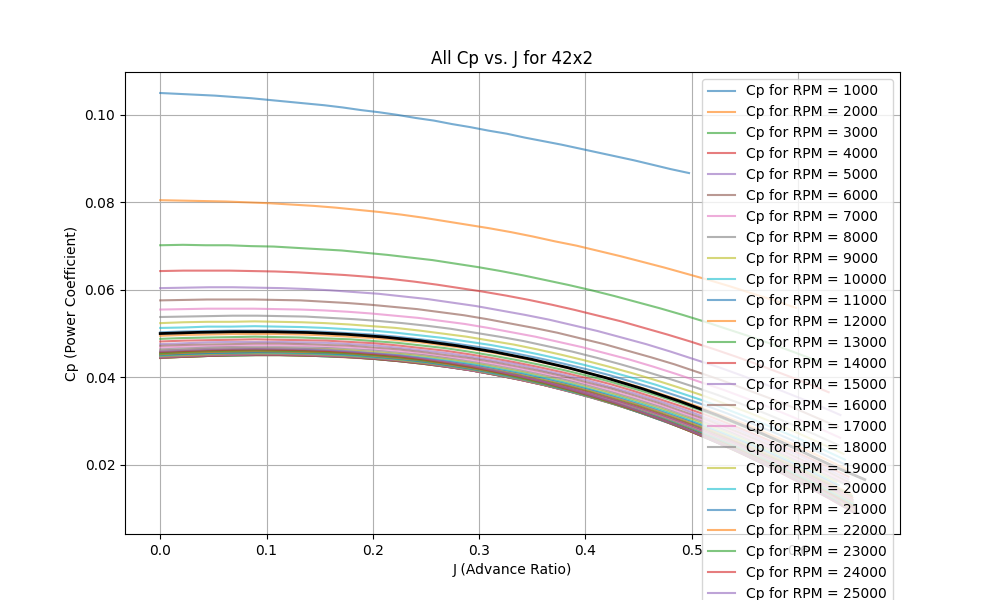 All Cp vs. J for 42x2
Cp (Power Coefficient)
0.10
0.08
0.06
0.04
0.02
0.0 0.1 0.2 0.3 0.4 0.5
J (Advance Ratio)
Cp for RPM = 1000
Cp for RPM = 2000
Cp for RPM = 3000
Cp for RPM = 4000
Cp for RPM = 5000
Cp for RPM = 6000
Cp for RPM = 7000
Cp for RPM = 8000
Cp for RPM = 9000
Cp for RPM = 10000
Cp for RPM = 11000
Cp for RPM = 12000
Cp for RPM = 13000
Cp for RPM = 14000
Cp for RPM = 15000
Cp for RPM = 16000
Cp for RPM = 17000
Cp for RPM = 18000
Cp for RPM = 19000
Cp for RPM = 20000
Cp for RPM = 21000
Cp for RPM = 22000
Cp for RPM = 23000
Cp for RPM = 24000
Cp for RPM = 25000